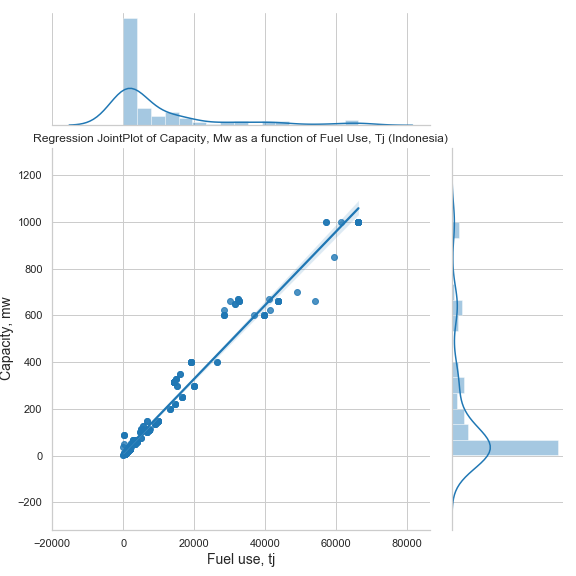 Regression JointPlot of Capacity, Mw as a function of Fuel Use, Tj (Indonesia)
1200
1000
800
600
400
200
0
−200
Capacity, mw
−20000 0 20000 40000 60000 80000
Fuel use, tj